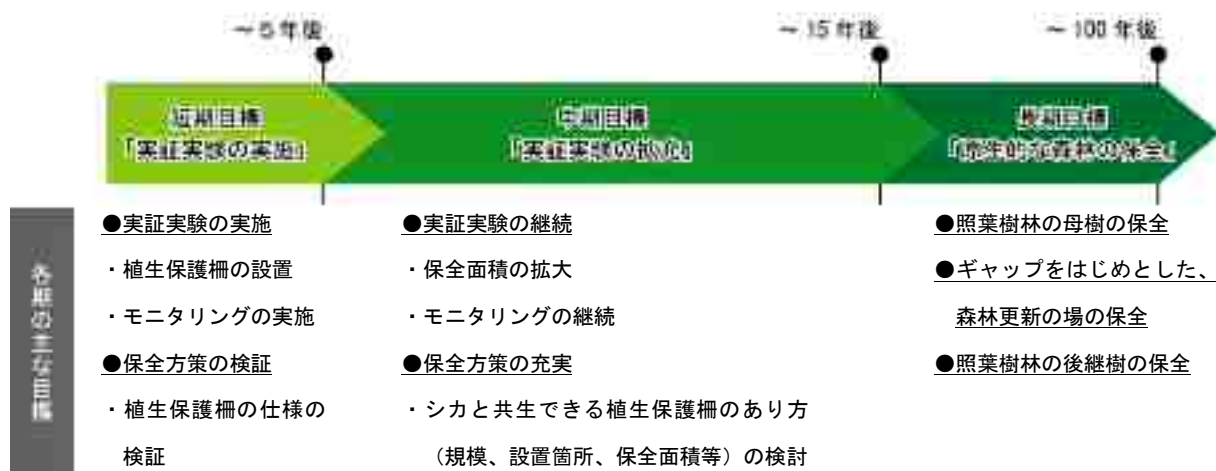 ～5年後
～15年後
～100年後
近期目標
「実証実験の実施」
中期目標
「実証実験の拡大」
長期目標
「原生的な森林の保全」
各期の主な目標
●実証実験の実施
・植生保護柵の設置
・モニタリングの実施
●保全方策の検証
・植生保護柵の仕様の
検証
●実証実験の継続
・保全面積の拡大
・モニタリングの継続
●保全方策の充実
・シカと共生できる植生保護柵のあり方
（規模、設置箇所、保全面積等）の検討
●照葉樹林の母樹の保全
●ギャップをはじめとした、
森林更新の場の保全
●照葉樹林の後継樹の保全